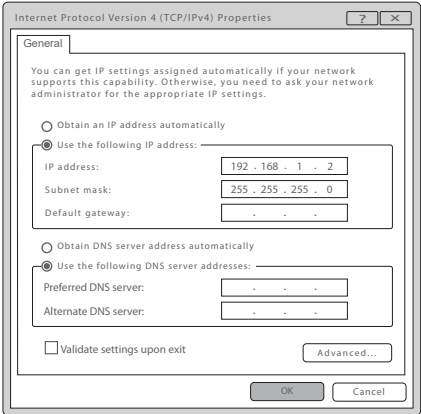 Internet Protocol Version 4 (TCP/IPv4) Properties ? ×
General
You can get IP settings assigned automatically if your network
supports this capability. Otherwise, you need to ask your network
administrator for the appropriate IP settings.
Obtain an IP address automatically
Use the following IP address:
IP address: 192 . 168 . 1 . 2
Subnet mask: 255 . 255 . 255 . 0
Default gateway: . . .
Obtain DNS server address automatically
Use the following DNS server addresses:
Preferred DNS server: . . .
Alternate DNS server: . . .
Validate settings upon exit
Advanced...
OK Cancel